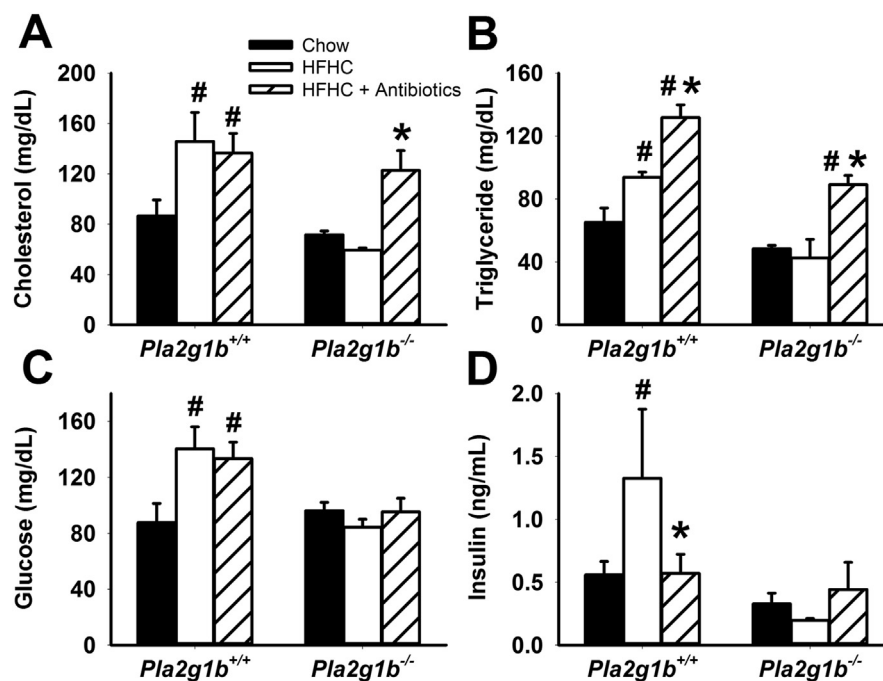 A
Chow
HFHC
HFHC + Antibiotics
Cholesterol (mg/dL)
200
160
120
80
40
0
# # *
Pla2g1b+/+ Pla2g1b-/-
B
Triglyceride (mg/dL)
160
120
80
40
0
# #* #*
Pla2g1b+/+ Pla2g1b-/-
C
Glucose (mg/dL)
160
120
80
40
0
# #
Pla2g1b+/+ Pla2g1b-/-
D
Insulin (ng/mL)
2.0
1.5
1.0
0.5
0.0
# *
Pla2g1b+/+ Pla2g1b-/-